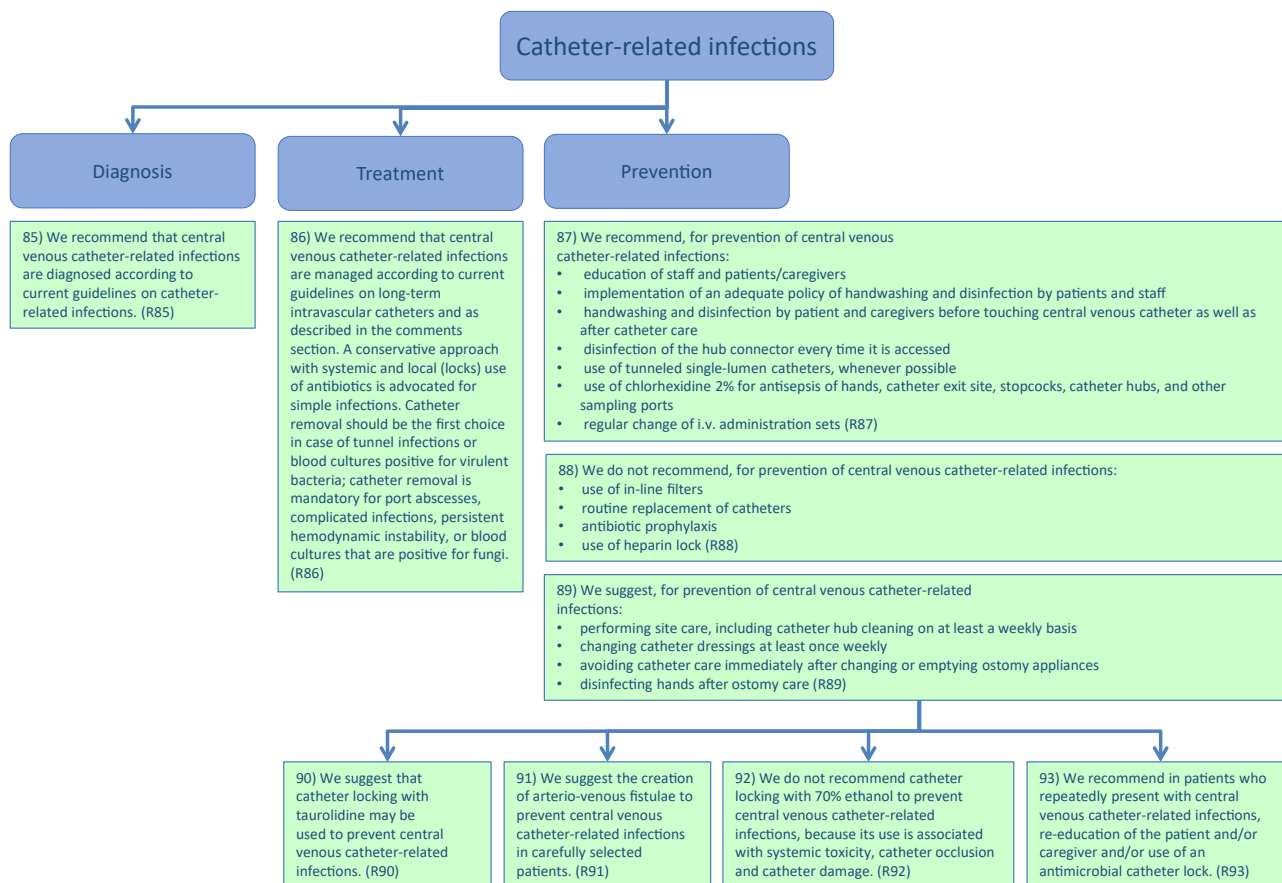 Catheter-related infections
Diagnosis
Treatment
Prevention
85) We recommend that central
venous catheter-related infections
are diagnosed according to
current guidelines on catheter-
related infections. (R85)
86) We recommend that central
venous catheter-related infections
are managed according to current
guidelines on long-term
intravascular catheters and as
described in the comments
section. A conservative approach
with systemic and local (locks) use
of antibiotics is advocated for
simple infections. Catheter
removal should be the first choice
in case of tunnel infections or
blood cultures positive for virulent
bacteria; catheter removal is
mandatory for port abscesses,
complicated infections, persistent
hemodynamic instability, or blood
cultures that are positive for fungi.
(R86)
87) We recommend, for prevention of central venous
catheter-related infections:
• education of staff and patients/caregivers
• implementation of an adequate policy of handwashing and disinfection by patients and staff
• handwashing and disinfection by patient and caregivers before touching central venous catheter as well as
after catheter care
• disinfection of the hub connector every time it is accessed
• use of tunneled single-lumen catheters, whenever possible
• use of chlorhexidine 2% for antisepsis of hands, catheter exit site, stopcocks, catheter hubs, and other
sampling ports
• regular change of i.v. administration sets (R87)
88) We do not recommend, for prevention of central venous catheter-related infections:
• use of in-line filters
• routine replacement of catheters
• antibiotic prophylaxis
• use of heparin lock (R88)
89) We suggest, for prevention of central venous catheter-related
infections:
• performing site care, including catheter hub cleaning on at least a weekly basis
• changing catheter dressings at least once weekly
• avoiding catheter care immediately after changing or emptying ostomy appliances
• disinfecting hands after ostomy care (R89)
90) We suggest that
catheter locking with
taurolidine may be
used to prevent central
venous catheter-related
infections. (R90)
91) We suggest the creation
of arterio-venous fistulae to
prevent central venous
catheter-related infections
in carefully selected
patients. (R91)
92) We do not recommend catheter
locking with 70% ethanol to prevent
central venous catheter-related
infections, because its use is associated
with systemic toxicity, catheter occlusion
and catheter damage. (R92)
93) We recommend in patients who
repeatedly present with central
venous catheter-related infections,
re-education of the patient and/or
caregiver and/or use of an
antimicrobial catheter lock. (R93)